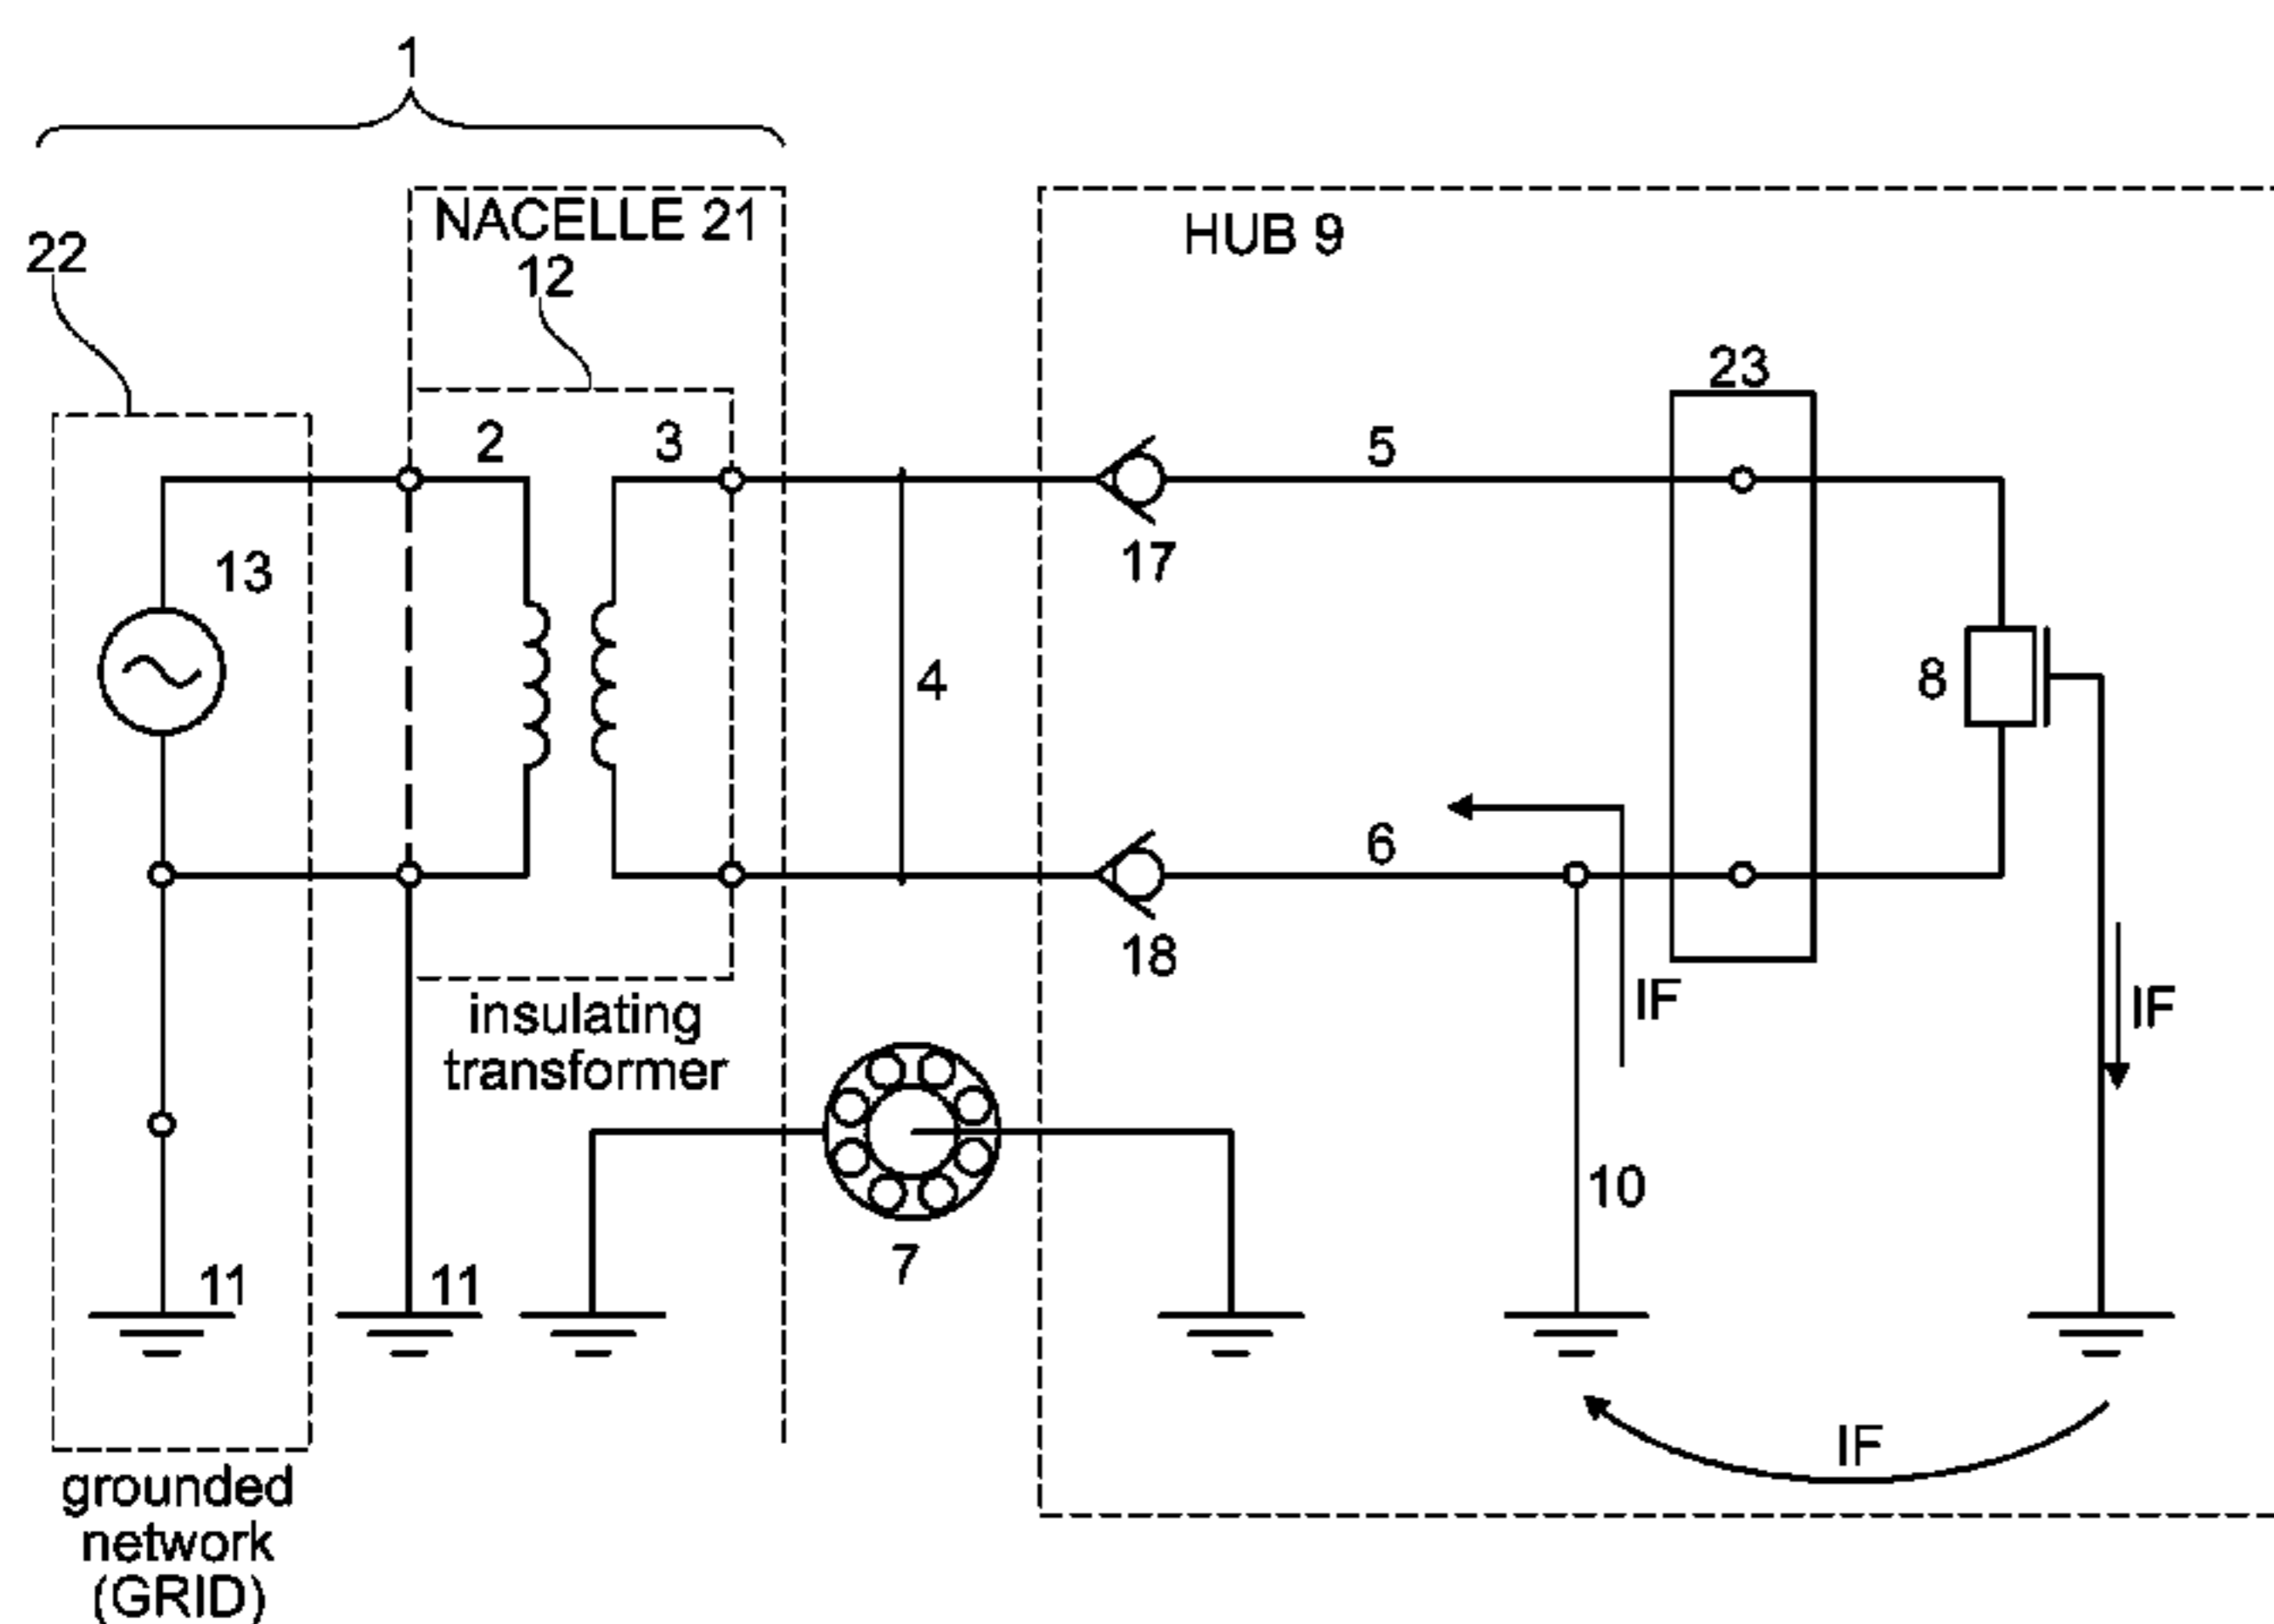 1
NACELLE 21
HUB 9
22
12
23
2
3
5
13
17
4
8
6
18
IF
IF
insulating
transformer
10
7
11
11
IF
grounded
network
(GRID)